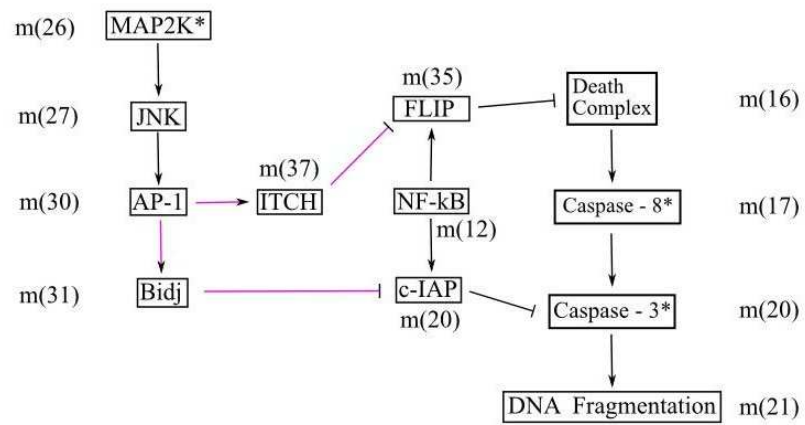 m(26)
MAP2K*
m(27)
JNK
m(30)
AP-1
m(31)
Bidj
m(37)
ITCH
m(35)
FLIP
NF-kB
m(12)
c-IAP
m(20)
Death
Complex
m(16)
Caspase - 8*
m(17)
Caspase - 3*
m(20)
DNA Fragmentation
m(21)